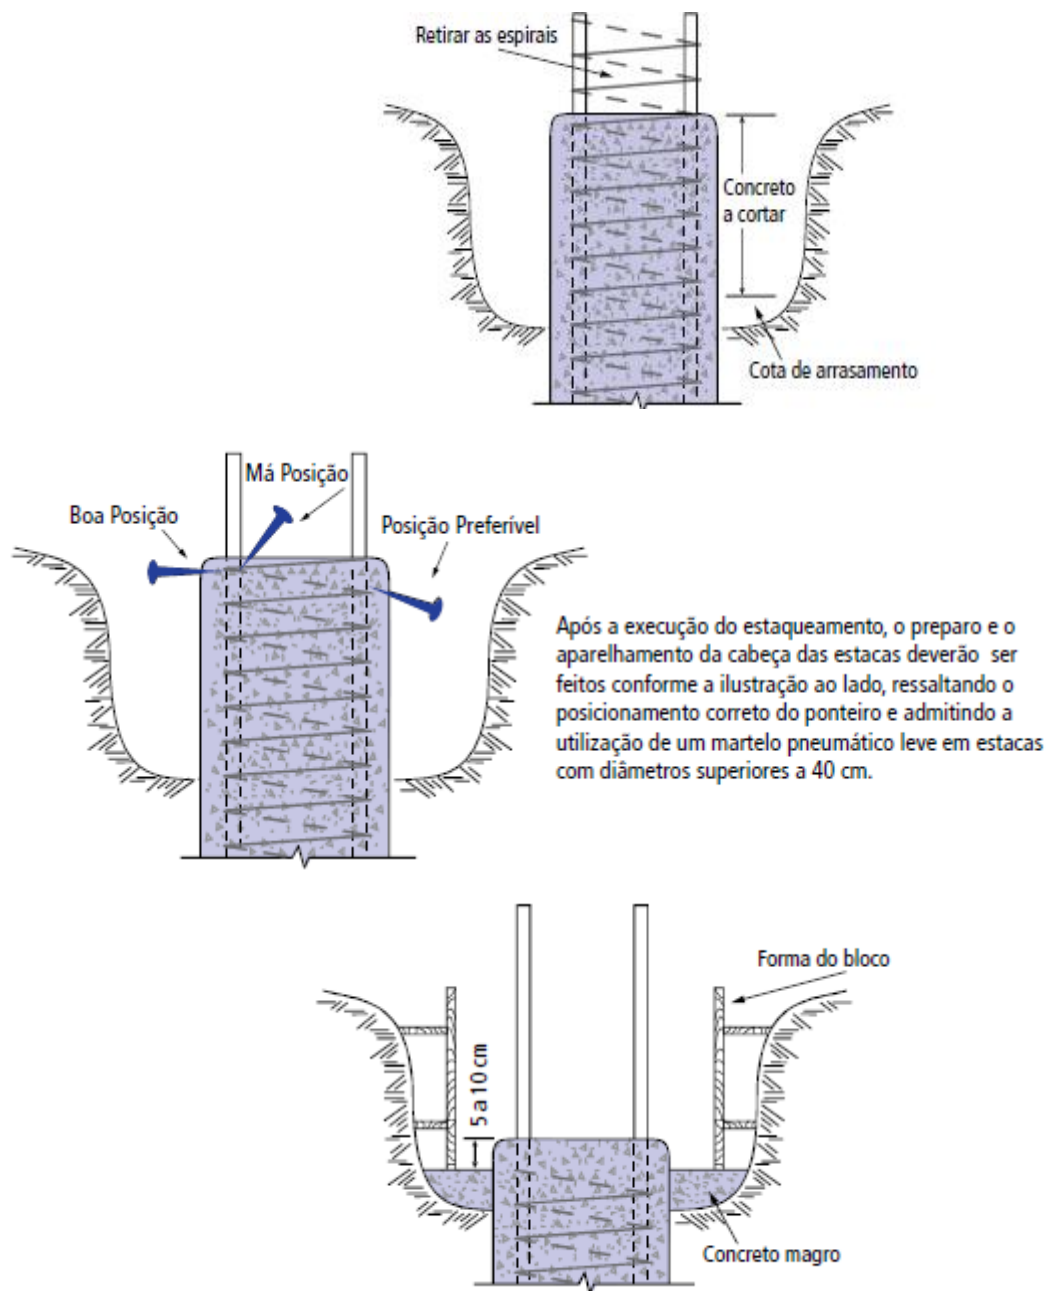 Retirar as espirais
Concreto
a cortar
Cota de arrasamento
Má Posição
Boa Posição
Posição Preferível
Após a execução do estaqueamento, o preparo e o
aparelhamento da cabeça das estacas deverão ser
feitos conforme a ilustração ao lado, ressaltando o
posicionamento correto do ponteiro e admitindo a
utilização de um martelo pneumático leve em estacas
com diâmetros superiores a 40 cm.
Forma do bloco
5 a 10 cm
Concreto magro